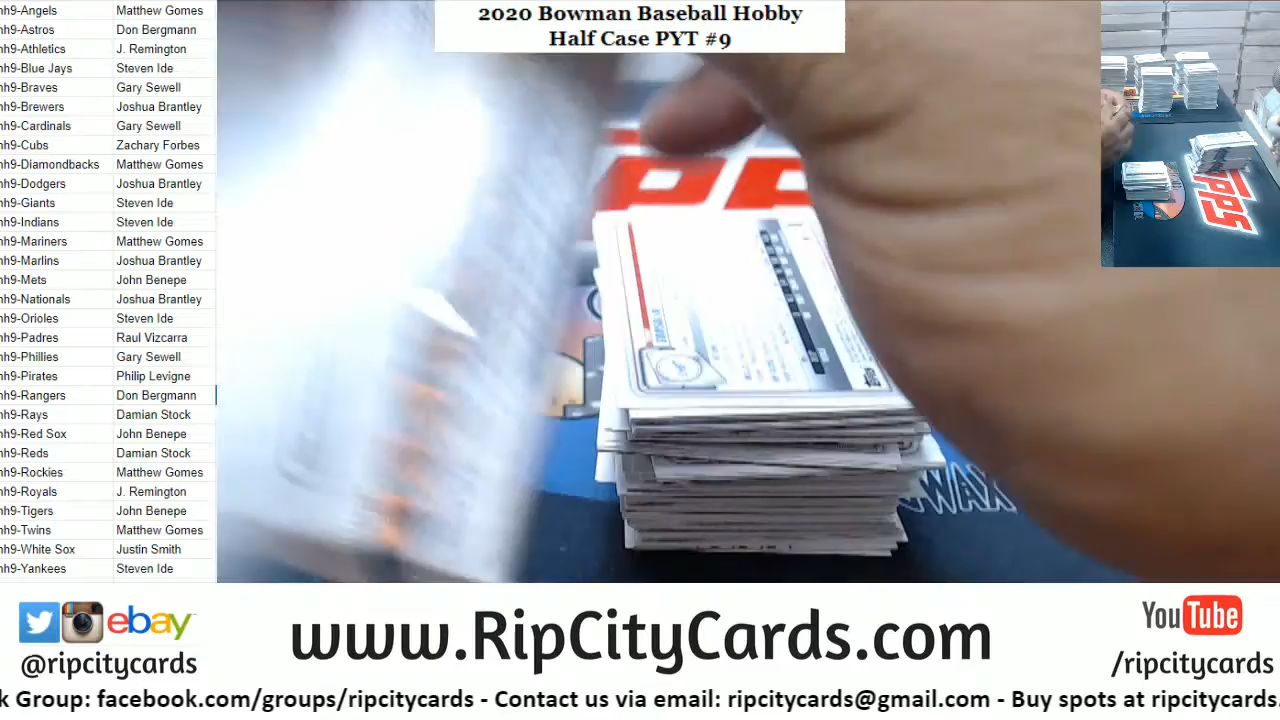 2020 Bowman Baseball Hobby
Half Case PYT #9
nh9-Angels Matthew Gomes
nh9-Astros Don Bergmann
nh9-Athletics J. Remington
nh9-Blue Jays Steven Ide
nh9-Braves Gary Sewell
nh9-Brewers Joshua Brantley
nh9-Cardinals Gary Sewell
nh9-Cubs Zachary Forbes
nh9-Diamondbacks Matthew Gomes
nh9-Dodgers Joshua Brantley
nh9-Giants Steven Ide
nh9-Indians Steven Ide
nh9-Mariners Matthew Gomes
nh9-Marlins Joshua Brantley
nh9-Mets John Benepe
nh9-Nationals Joshua Brantley
nh9-Orioles Steven Ide
nh9-Padres Raul Vizcarra
nh9-Phillies Gary Sewell
nh9-Pirates Philip Levigne
nh9-Rangers Don Bergmann
nh9-Rays Damian Stock
nh9-Red Sox John Benepe
nh9-Reds Damian Stock
nh9-Rockies Matthew Gomes
nh9-Royals J. Remington
nh9-Tigers John Benepe
nh9-Twins Matthew Gomes
nh9-White Sox Justin Smith
nh9-Yankees Steven Ide
PP
WAX
OPPS
ebay
@ripcitycards
www.RipCityCards.com
YouTube
/ripcitycards
k Group: facebook.com/groups/ripcitycards - Contact us via email: ripcitycards@gmail.com - Buy spots at ripcitycards.